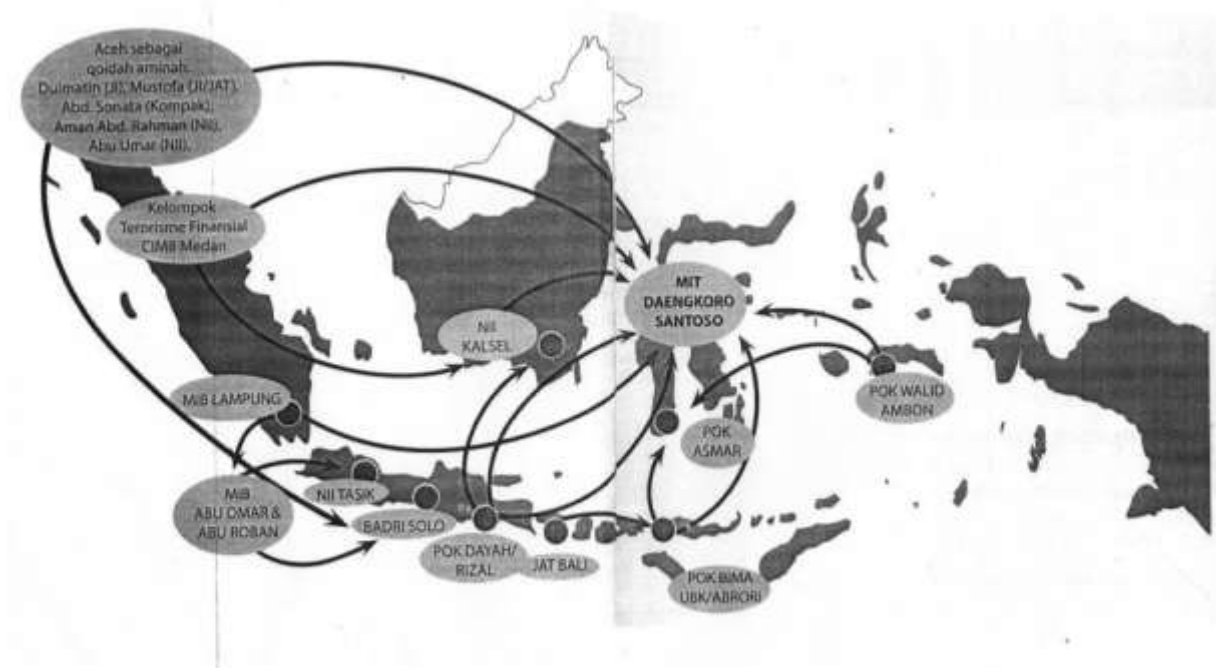 Aceh sebagai
qoidah aminah.
Dulmatin (JI), Mustofa (JI/JAT),
Abd. Sonata (Kompak),
Aman Abd. Rahman (NII),
Abu Umar (NII),
Kelompok
Terorisme Finansial
CIMB Medan
MIT
DAENGKORO
SANTOSO
NII
KALSEL
MiB LAMPUNG
POK WALID
AMBON
POK
ASMAR
MiB
ABU OMAR &
ABU ROBAN
NII TASIK
BADRI SOLO
POK DAYAH/
RIZAL
JAT BALI
POK BIMA
UBK/ABRORI